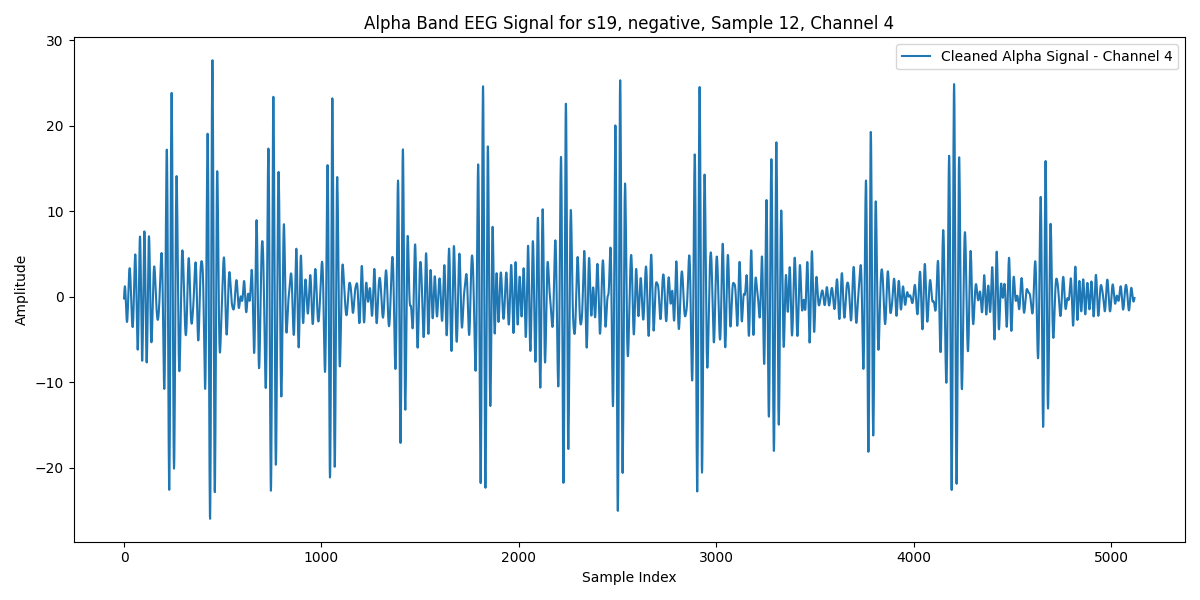 Alpha Band EEG Signal for s19, negative, Sample 12, Channel 4
Cleaned Alpha Signal - Channel 4
Amplitude
30
20
10
0
−10
−20
0 1000 2000 3000 4000 5000
Sample Index